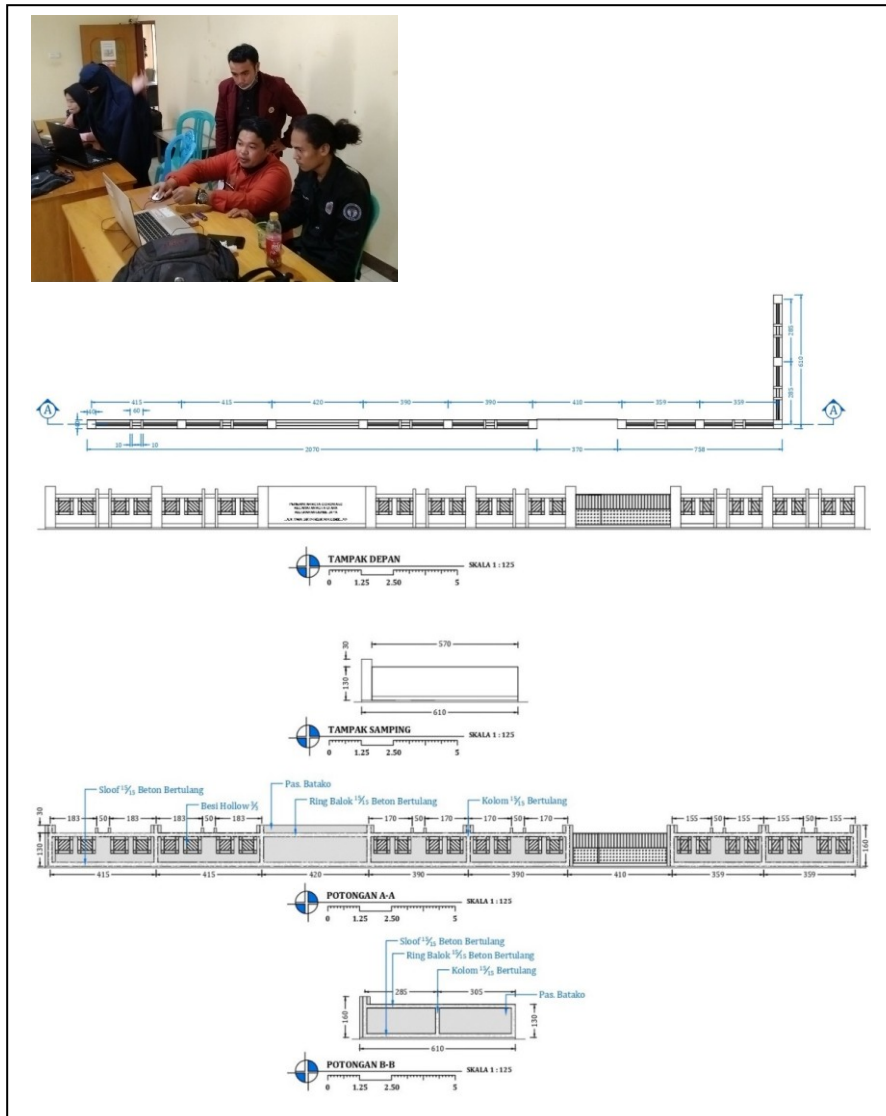 415
415
420
390
390
410
359
359
60
10
10
2070
370
758
285
285
610
A
A
TAMPAK DEPAN
SKALA 1 : 125
0 1.25 2.50 5
570
30
130
610
TAMPAK SAMPING
SKALA 1 : 125
0 1.25 2.50 5
Sloof 15/15 Beton Bertulang
Besi Hollow
Pas. Batako
Ring Balok 15/15 Beton Bertulang
Kolom 15/15 Bertulang
30
130
183 50 183 183 50 183 170 50 170 170 50 170 155 50 155 155 50 155
160
415 415 420 390 390 410 359 359
POTONGAN A-A
SKALA 1 : 125
0 1.25 2.50 5
Sloof 15/15 Beton Bertulang
Ring Balok 15/15 Beton Bertulang
Kolom 15/15 Bertulang
Pas. Batako
285 305
160
130
610
POTONGAN B-B
SKALA 1 : 125
0 1.25 2.50 5